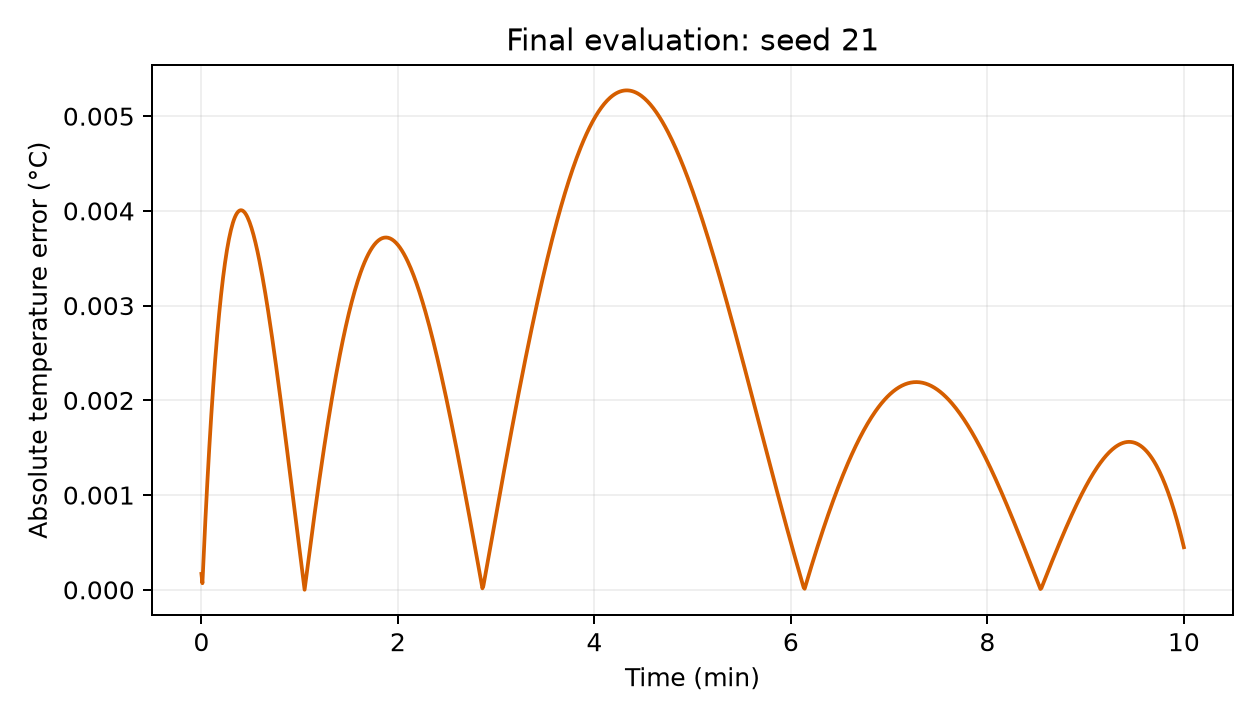 Final evaluation: seed 21
Absolute temperature error (°C)
0.005
0.004
0.003
0.002
0.001
0.000
0 2 4 6 8 10
Time (min)